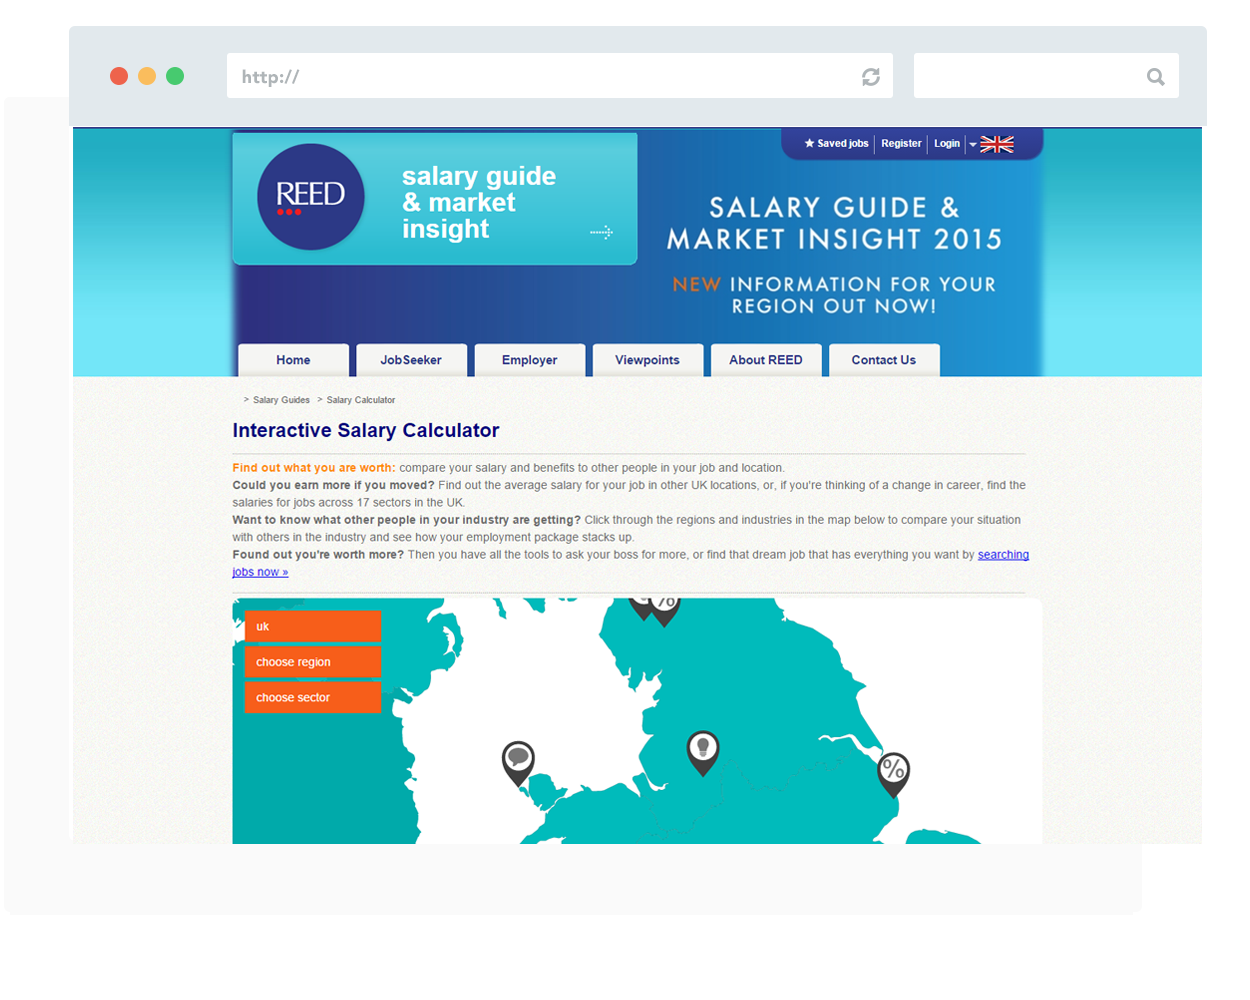 http://
Saved jobs Register Login
REED
salary guide
& market
insight
SALARY GUIDE &
MARKET INSIGHT 2015
NEW INFORMATION FOR YOUR
REGION OUT NOW!
Home JobSeeker Employer Viewpoints About REED Contact Us
> Salary Guides > Salary Calculator
Interactive Salary Calculator
Find out what you are worth: compare your salary and benefits to other people in your job and location.
Could you earn more if you moved? Find out the average salary for your job in other UK locations, or, if you're thinking of a change in career, find the
salaries for jobs across 17 sectors in the UK.
Want to know what other people in your industry are getting? Click through the regions and industries in the map below to compare your situation
with others in the industry and see how your employment package stacks up.
Found out you're worth more? Then you have all the tools to ask your boss for more, or find that dream job that has everything you want by searching
jobs now »
%
uk
choose region
choose sector
%